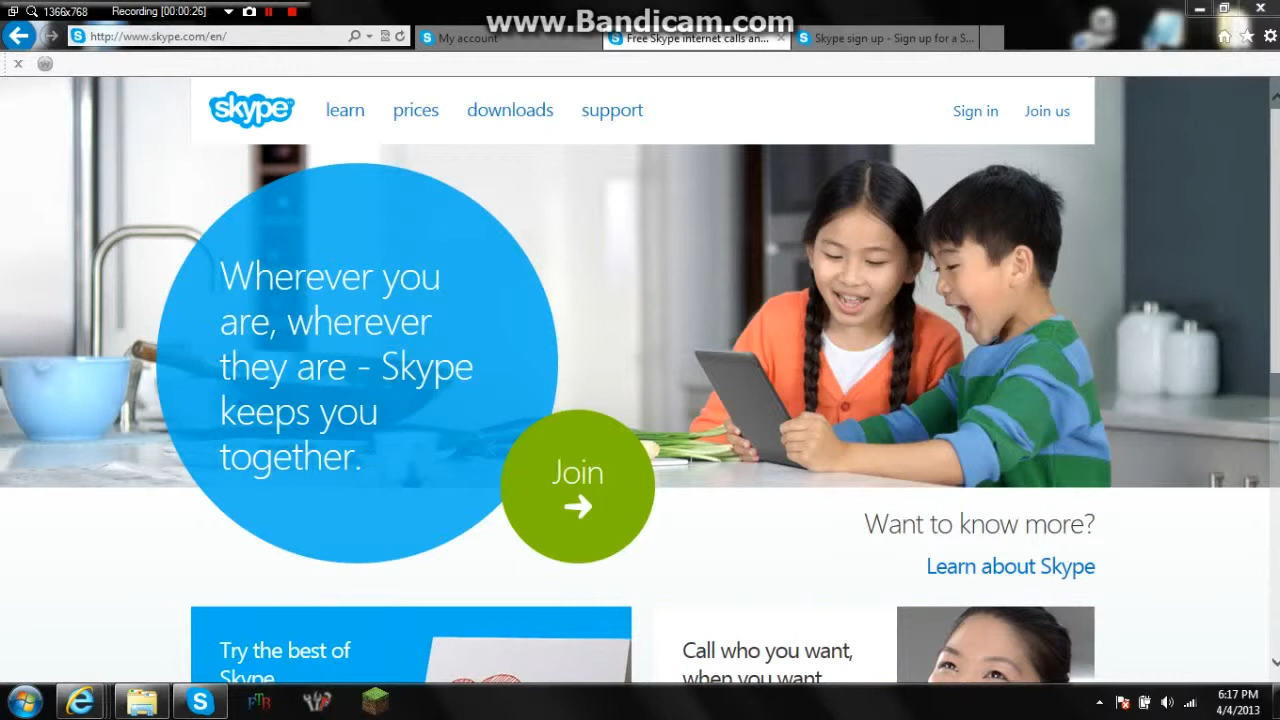 1366x768 Recording [00:00:26]
www.Bandicam.com
http://www.skype.com/en/
My account
Free Skype internet calls an...
Skype sign up - Sign up for a S...
skype
learn prices downloads support
Sign in Join us
Wherever you
are, wherever
they are - Skype
keeps you
together.
Join
Want to know more?
Learn about Skype
Try the best of
Skype
Call who you want,
when you want
FTB
6:17 PM
4/4/2013